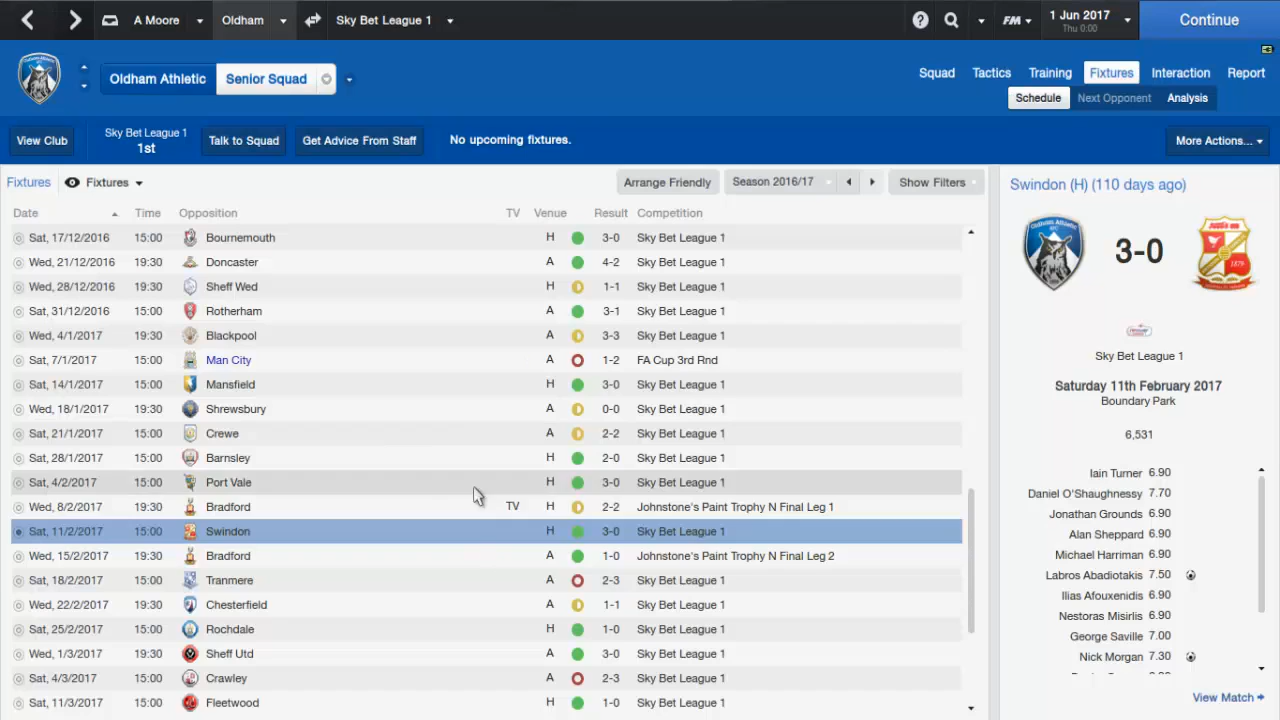 A Moore
Oldham
Sky Bet League 1
FM
1 Jun 2017
Thu 0:00
Continue
Oldham Athletic
Senior Squad
Squad Tactics Training Fixtures Interaction Report
Schedule Next Opponent Analysis
View Club
Sky Bet League 1
1st
Talk to Squad
Get Advice From Staff
No upcoming fixtures.
More Actions...
Fixtures
Fixtures
Arrange Friendly
Season 2016/17
Show Filters
Date Time Opposition TV Venue Result Competition
Sat, 17/12/2016 15:00 Bournemouth H 3-0 Sky Bet League 1
Wed, 21/12/2016 19:30 Doncaster A 4-2 Sky Bet League 1
Wed, 28/12/2016 19:30 Sheff Wed H 1-1 Sky Bet League 1
Sat, 31/12/2016 15:00 Rotherham A 3-1 Sky Bet League 1
Wed, 4/1/2017 19:30 Blackpool A 3-3 Sky Bet League 1
Sat, 7/1/2017 15:00 Man City A 1-2 FA Cup 3rd Rnd
Sat, 14/1/2017 15:00 Mansfield H 3-0 Sky Bet League 1
Wed, 18/1/2017 19:30 Shrewsbury A 0-0 Sky Bet League 1
Sat, 21/1/2017 15:00 Crewe A 2-2 Sky Bet League 1
Sat, 28/1/2017 15:00 Barnsley H 2-0 Sky Bet League 1
Sat, 4/2/2017 15:00 Port Vale H 3-0 Sky Bet League 1
Wed, 8/2/2017 19:30 Bradford TV H 2-2 Johnstone's Paint Trophy N Final Leg 1
Sat, 11/2/2017 15:00 Swindon H 3-0 Sky Bet League 1
Wed, 15/2/2017 19:30 Bradford A 1-0 Johnstone's Paint Trophy N Final Leg 2
Sat, 18/2/2017 15:00 Tranmere A 2-3 Sky Bet League 1
Wed, 22/2/2017 19:30 Chesterfield A 1-1 Sky Bet League 1
Sat, 25/2/2017 15:00 Rochdale H 1-0 Sky Bet League 1
Wed, 1/3/2017 19:30 Sheff Utd A 3-0 Sky Bet League 1
Sat, 4/3/2017 15:00 Crawley A 2-3 Sky Bet League 1
Sat, 11/3/2017 15:00 Fleetwood H 1-0 Sky Bet League 1
Swindon (H) (110 days ago)
3-0
Sky Bet League 1
Saturday 11th February 2017
Boundary Park
6,531
Iain Turner 6.90
Daniel O'Shaughnessy 7.70
Jonathan Grounds 6.90
Alan Sheppard 6.90
Michael Harriman 6.90
Labros Abadiotakis 7.50
Ilias Afouxenidis 6.90
Nestoras Misirlis 6.90
George Saville 7.00
Nick Morgan 7.30
View Match